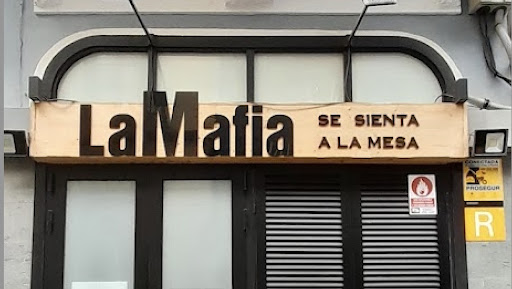 LaMafia
SE SIENTA
A LA MESA
CONECTADA
PROSEGUR
R